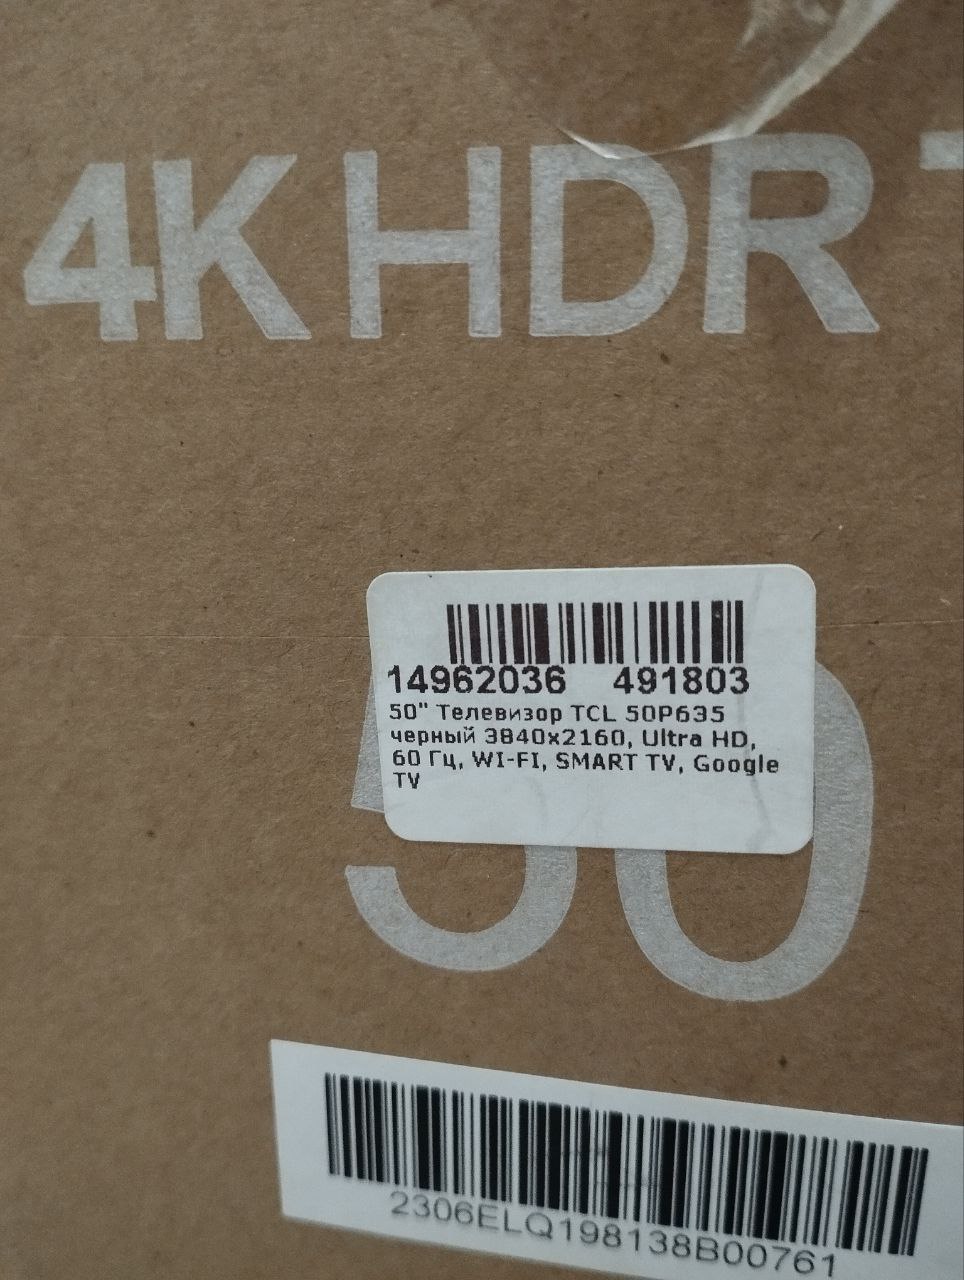 4K HDR
14962036 491803
50" Телевизор TCL 50P635
черный 3840x2160, Ultra HD,
60 Гц, WI-FI, SMART TV, Google
TV
50
2306ELQ198138B00761